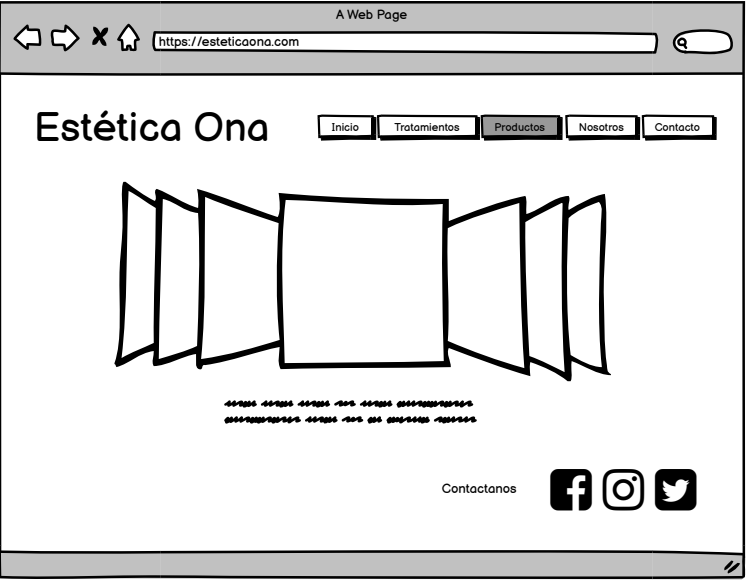 A Web Page
https://esteticaona.com
Estética Ona
Inicio
Tratamientos
Productos
Nosotros
Contacto
Contactanos